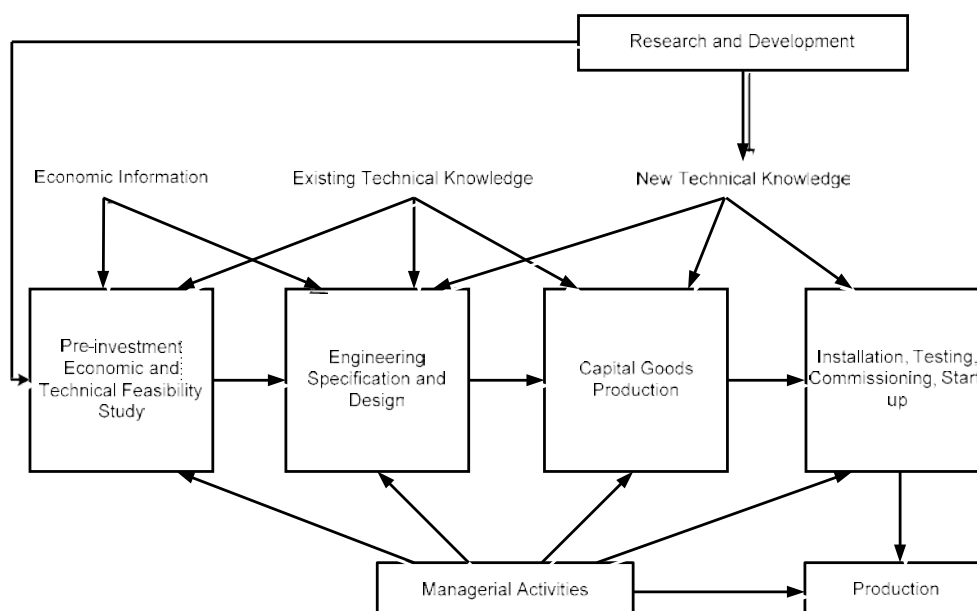 Research and Development
Economic Information
Existing Technical Knowledge
New Technical Knowledge
Pre-investment
Economic and
Technical Feasibility
Study
Engineering
Specification and
Design
Capital Goods
Production
Installation, Testing,
Commissioning, Start
up
Managerial Activities
Production